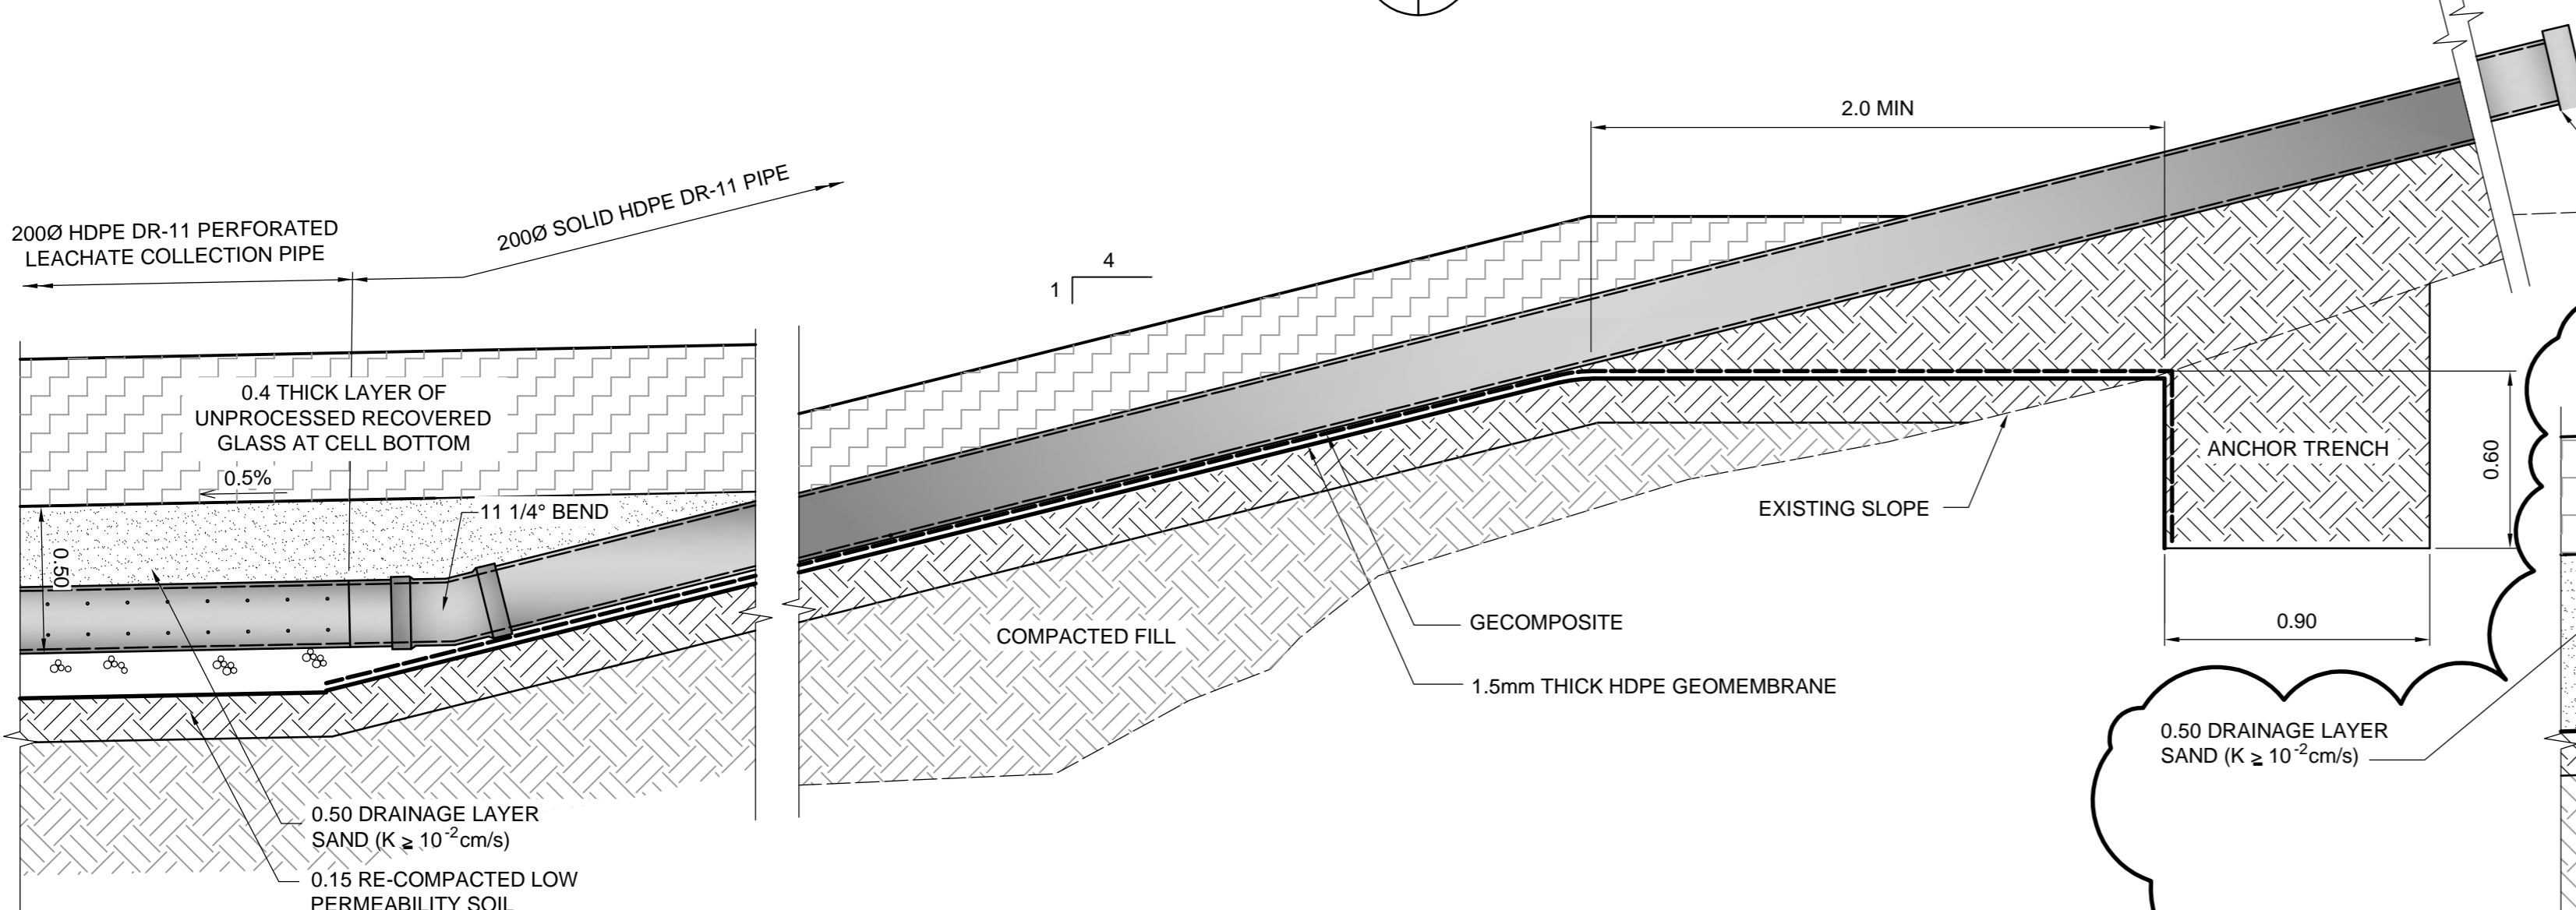 2.0 MIN
200Ø SOLID HDPE DR-11 PIPE
200Ø HDPE DR-11 PERFORATED
LEACHATE COLLECTION PIPE
4
1
0.4 THICK LAYER OF
UNPROCESSED RECOVERED
GLASS AT CELL BOTTOM
0.5%
11 1/4° BEND
0.50
ANCHOR TRENCH
0.60
EXISTING SLOPE
GECOMPOSITE
COMPACTED FILL
0.90
1.5mm THICK HDPE GEOMEMBRANE
0.50 DRAINAGE LAYER
SAND (K ≥ 10⁻²cm/s)
0.50 DRAINAGE LAYER
SAND (K ≥ 10⁻²cm/s)
0.15 RE-COMPACTED LOW
PERMEABILITY SOIL